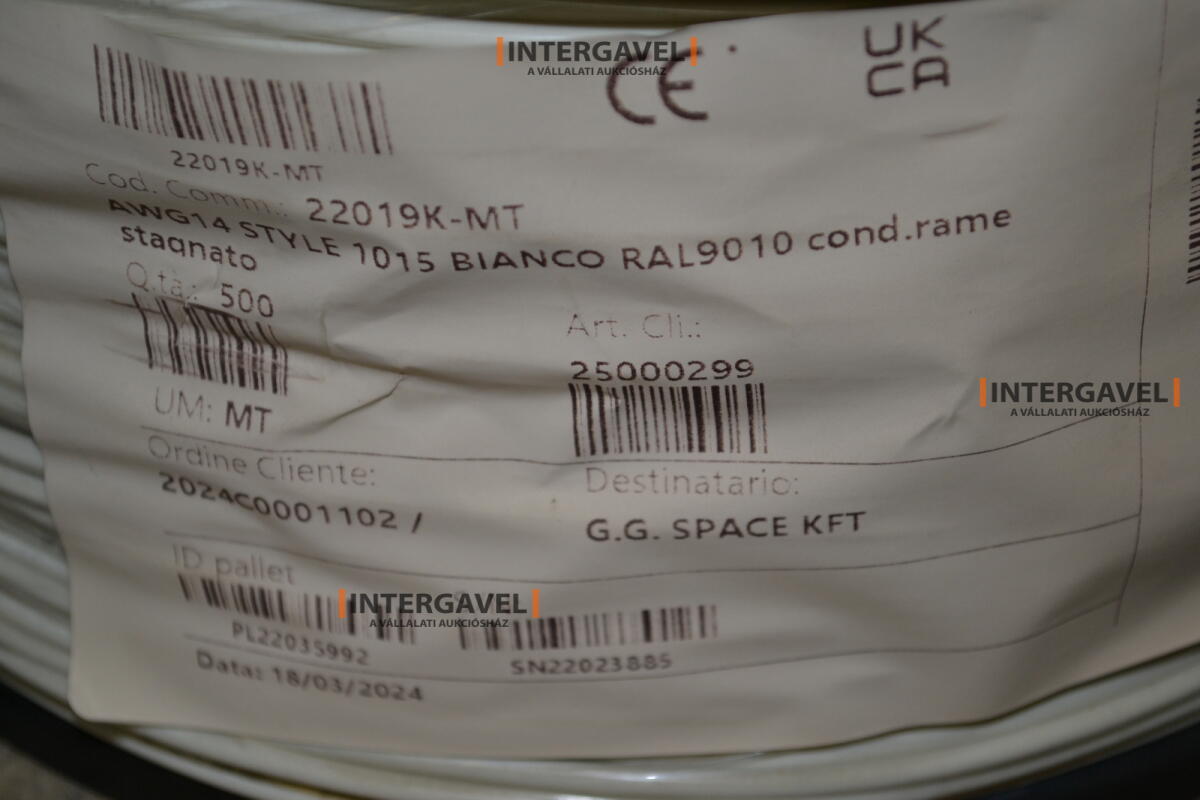 INTERGAVEL
A VÁLLALATI AUKCIÓSHÁZ
CE
UK
CA
22019K-MT
Cod. Comm.: 22019K-MT
AWG14 STYLE 1015 BIANCO RAL9010 cond.rame
stagnato
Q.tà.: 500
Art. Cli.:
25000299
INTERGAVEL
A VÁLLALATI AUKCIÓSHÁZ
UM: MT
Ordine Cliente:
2024C0001102 /
Destinatario:
G.G. SPACE KFT
ID pallet
INTERGAVEL
A VÁLLALATI AUKCIÓSHÁZ
PL22035992
SN22023885
Data: 18/03/2024